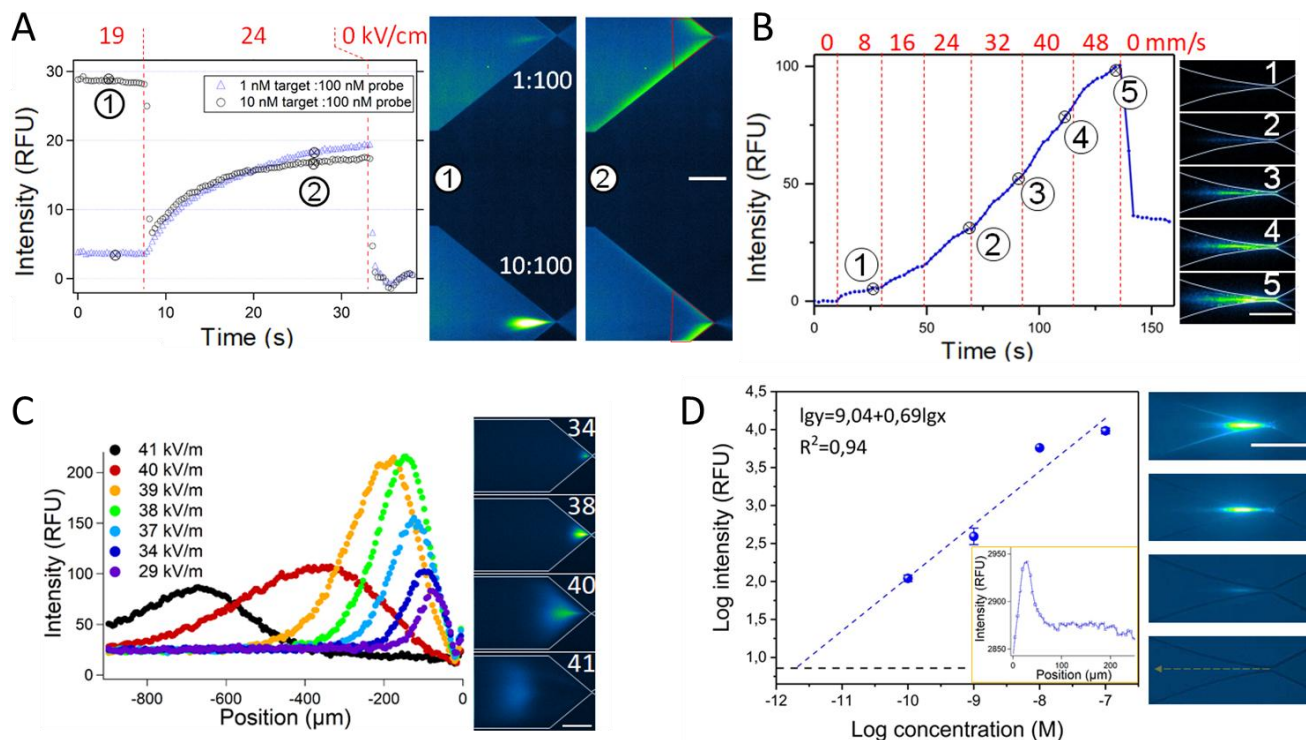 A
19 24 0 kV/cm
30
20
10
0
Intensity (RFU)
△ 1 nM target :100 nM probe
○ 10 nM target :100 nM probe
1
2
0 10 20 30
Time (s)
1:100
1
10:100
2
B
0 8 16 24 32 40 48 0 mm/s
100
50
0
Intensity (RFU)
1
2
3
4
5
0 50 100 150
Time (s)
1
2
3
4
5
C
200
150
100
50
0
Intensity (RFU)
41 kV/m
40 kV/m
39 kV/m
38 kV/m
37 kV/m
34 kV/m
29 kV/m
-800 -600 -400 -200 0
Position (µm)
34
38
40
41
D
4,5
4,0
3,5
3,0
2,5
2,0
1,5
1,0
Log intensity (RFU)
lgy=9,04+0,69lgx
R²=0,94
2950
2900
2850
Intensity (RFU)
0 100 200
Position (µm)
-12 -11 -10 -9 -8 -7
Log concentration (M)